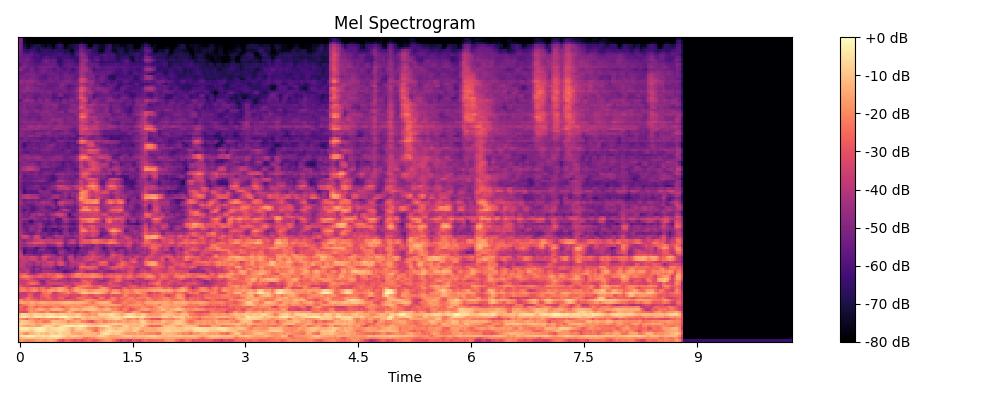 Mel Spectrogram
+0 dB
-10 dB
-20 dB
-30 dB
-40 dB
-50 dB
-60 dB
-70 dB
-80 dB
0 1.5 3 4.5 6 7.5 9
Time